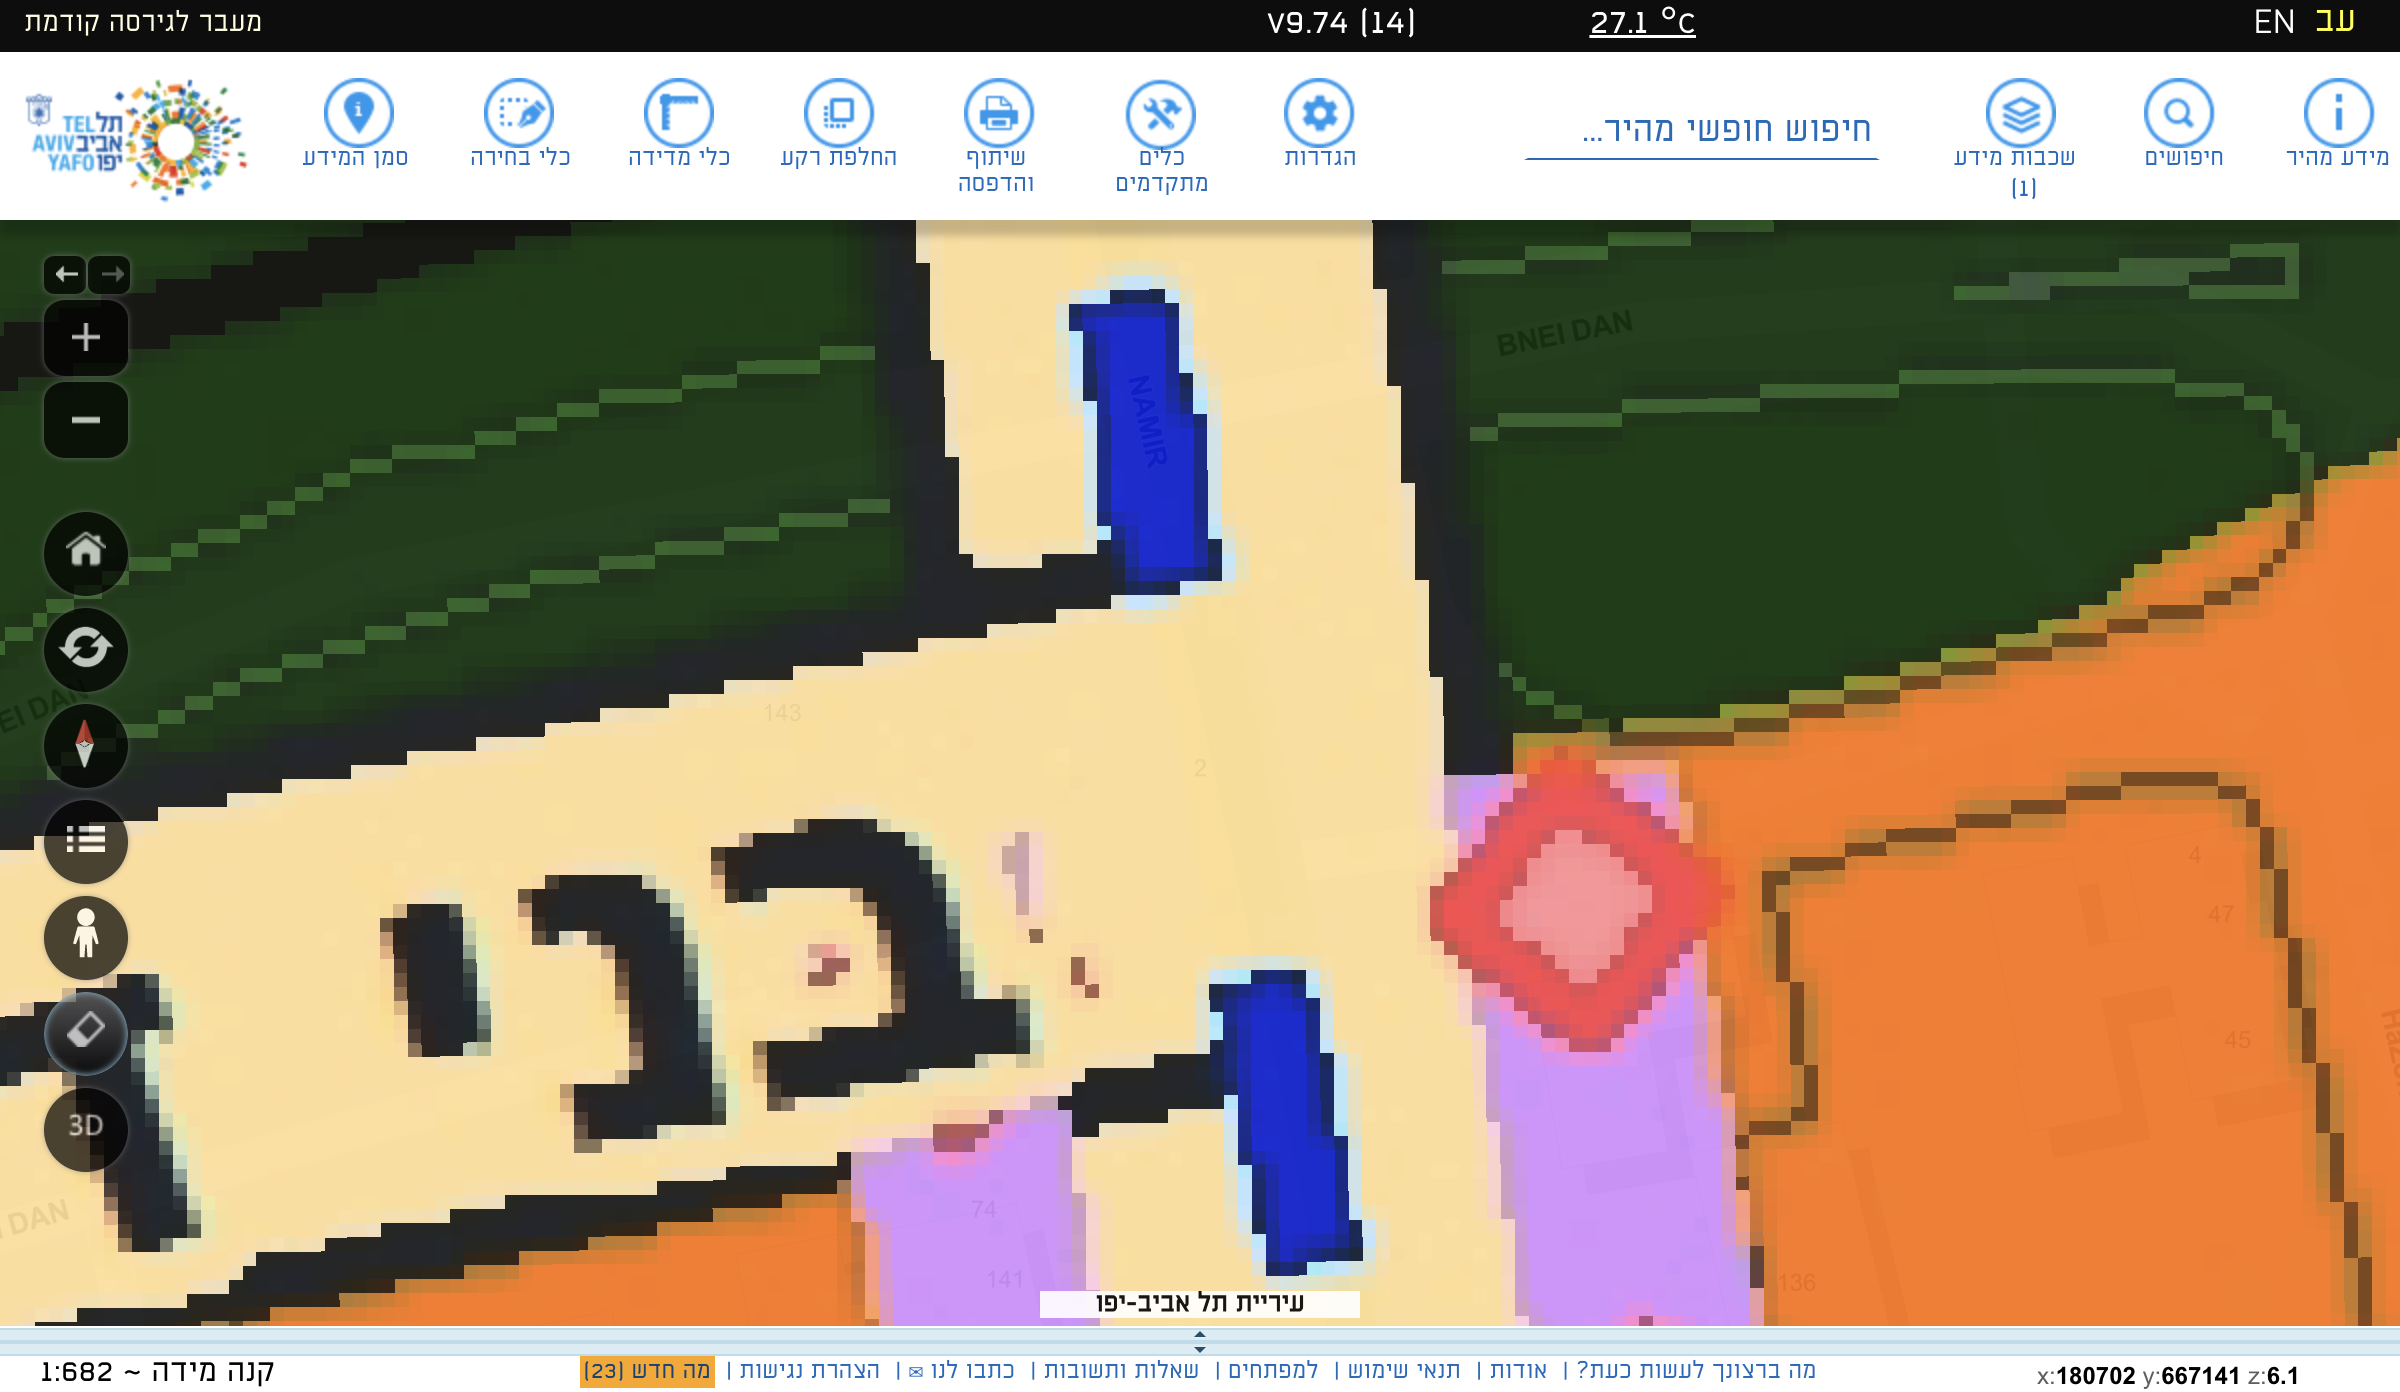 עב EN
27.1 °C
V9.74 (14)
מעבר לגירסה קודמת
מידע מהיר
חיפושים
שכבות מידע
(1)
חיפוש חופשי מהיר...
הגדרות
כלים
מתקדמים
שיתוף
והדפסה
החלפת רקע
כלי מדידה
כלי בחירה
סמן המידע
תל TEL
אביב AVIV
יפו YAFO
BNEI DAN
NAMIR
EI DAN
143
2
4
47
45
בני
ד
3D
DAN
74
141
136
עיריית תל אביב-יפו
קנה מידה ~ 1:682
מה ברצונך לעשות כעת? | אודות | תנאי שימוש | למפתחים | שאלות ותשובות | כתבו לנו ✉ | הצהרת נגישות | מה חדש (23)
x:180702 y:667141 z:6.1